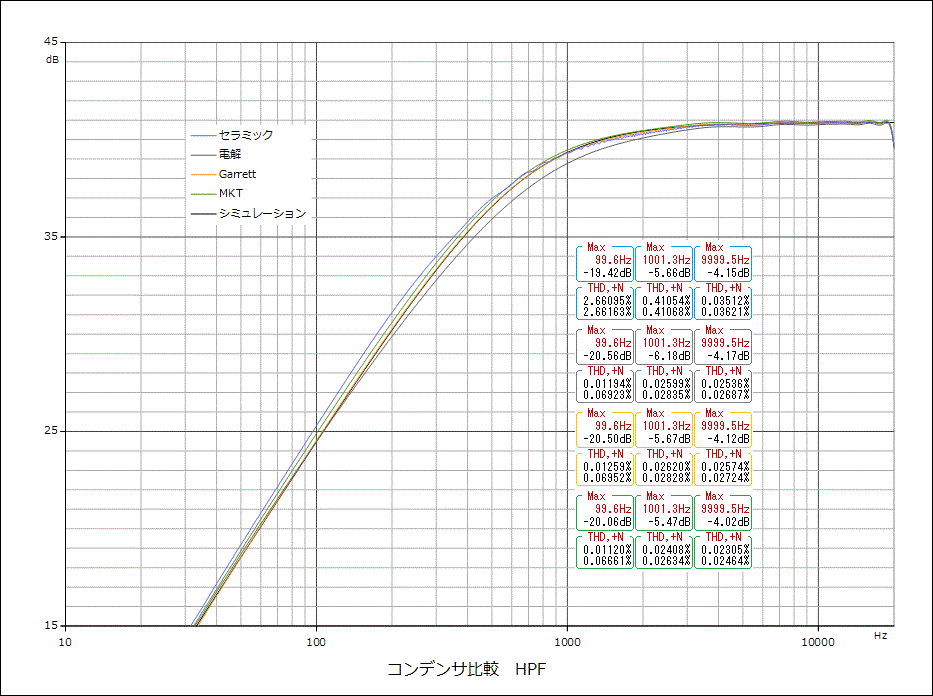 45
dB
セラミック
電解
Garrett
MKT
シミュレーション
35
Max Max Max
99.6Hz 1001.3Hz 9999.5Hz
-19.42dB -5.66dB -4.15dB
THD,+N THD,+N THD,+N
2.66095% 0.41054% 0.03512%
2.66163% 0.41068% 0.03621%
Max Max Max
99.6Hz 1001.3Hz 9999.5Hz
-20.56dB -6.18dB -4.17dB
THD,+N THD,+N THD,+N
0.01194% 0.02599% 0.02536%
0.06923% 0.02835% 0.02687%
Max Max Max
99.6Hz 1001.3Hz 9999.5Hz
-20.50dB -5.67dB -4.12dB
25
THD,+N THD,+N THD,+N
0.01259% 0.02620% 0.02574%
0.06952% 0.02828% 0.02724%
Max Max Max
99.6Hz 1001.3Hz 9999.5Hz
-20.06dB -5.47dB -4.02dB
THD,+N THD,+N THD,+N
0.01120% 0.02408% 0.02305%
0.06661% 0.02634% 0.02464%
15
10 100 1000 10000 Hz
コンデンサ比較 HPF